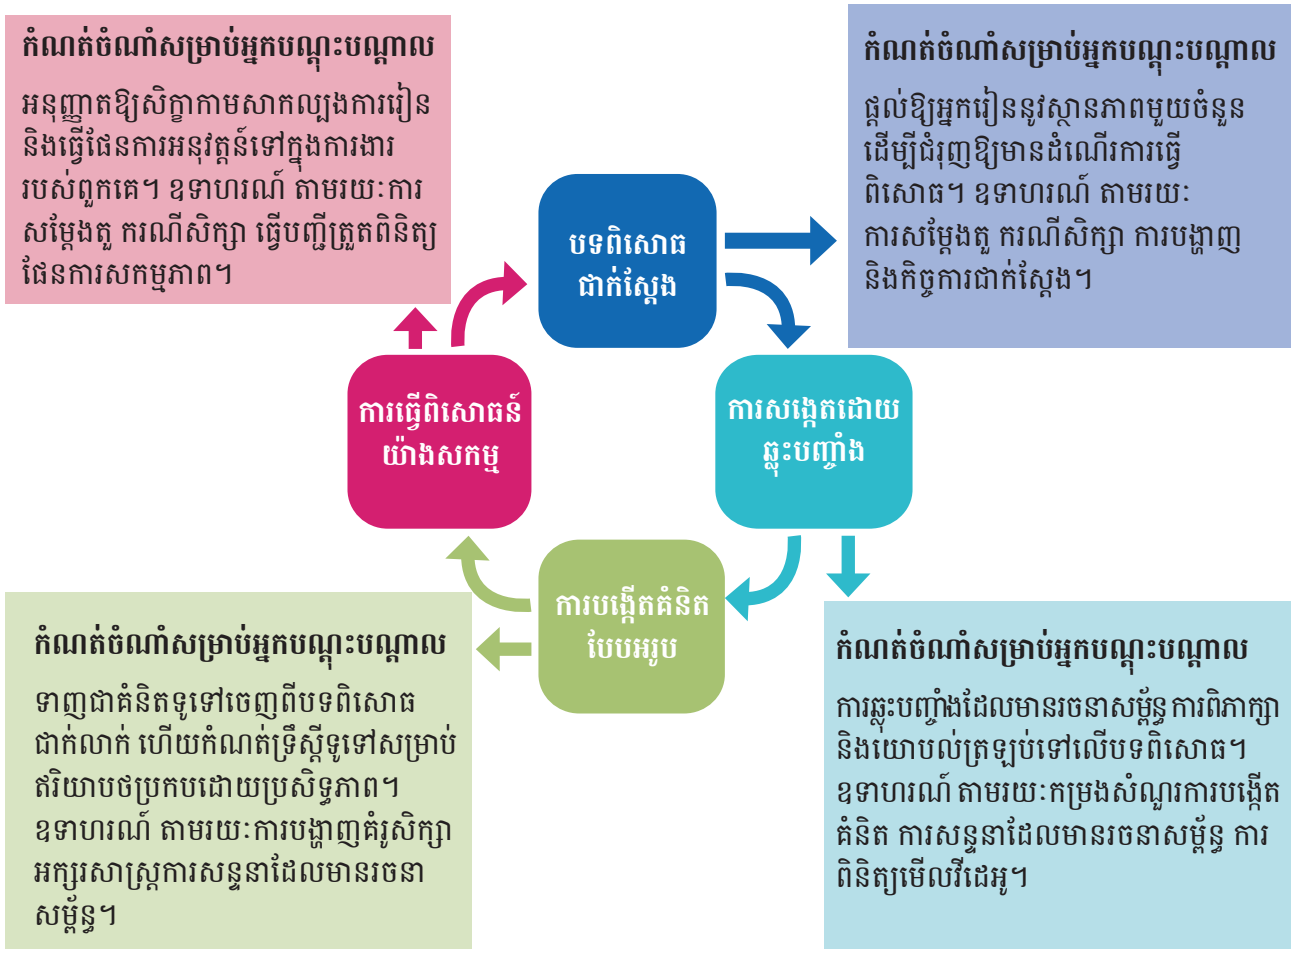 កំណត់ចំណាំសម្រាប់អ្នកបណ្តុះបណ្តាល
អនុញ្ញាតឱ្យសិក្ខាកាមសាកល្បងការរៀន
និងធ្វើផែនការអនុវត្តន៍ទៅក្នុងការងារ
របស់ពួកគេ។ ឧទាហរណ៍ តាមរយៈការ
សម្តែងតួ ករណីសិក្សា ធ្វើបញ្ជីត្រួតពិនិត្យ
ផែនការសកម្មភាព។
កំណត់ចំណាំសម្រាប់អ្នកបណ្តុះបណ្តាល
ផ្តល់ឱ្យអ្នករៀននូវស្ថានភាពមួយចំនួន
ដើម្បីជំរុញឱ្យមានដំណើរការធ្វើ
ពិសោធ។ ឧទាហរណ៍ តាមរយៈ
ការសម្តែងតួ ករណីសិក្សា ការបង្ហាញ
និងកិច្ចការជាក់ស្តែង។
បទពិសោធ
ជាក់ស្តែង
ការធ្វើពិសោធន៍
យ៉ាងសកម្ម
ការសង្កេតដោយ
ឆ្លុះបញ្ចាំង
ការបង្កើតគំនិត
បែបអរូប
កំណត់ចំណាំសម្រាប់អ្នកបណ្តុះបណ្តាល
ទាញជាគំនិតទូទៅចេញពីបទពិសោធ
ជាក់លាក់ ហើយកំណត់ទ្រឹស្តីទូទៅសម្រាប់
ឥរិយាបថប្រកបដោយប្រសិទ្ធភាព។
ឧទាហរណ៍ តាមរយៈការបង្ហាញគំរូសិក្សា
អក្សរសាស្ត្រការសន្ទនាដែលមានរចនា
សម្ព័ន្ធ។
កំណត់ចំណាំសម្រាប់អ្នកបណ្តុះបណ្តាល
ការឆ្លុះបញ្ចាំងដែលមានរចនាសម្ព័ន្ធការពិភាក្សា
និងយោបល់ត្រឡប់ទៅលើបទពិសោធ។
ឧទាហរណ៍ តាមរយៈកម្រងសំណួរការបង្កើត
គំនិត ការសន្ទនាដែលមានរចនាសម្ព័ន្ធ ការ
ពិនិត្យមើលវីដេអូ។